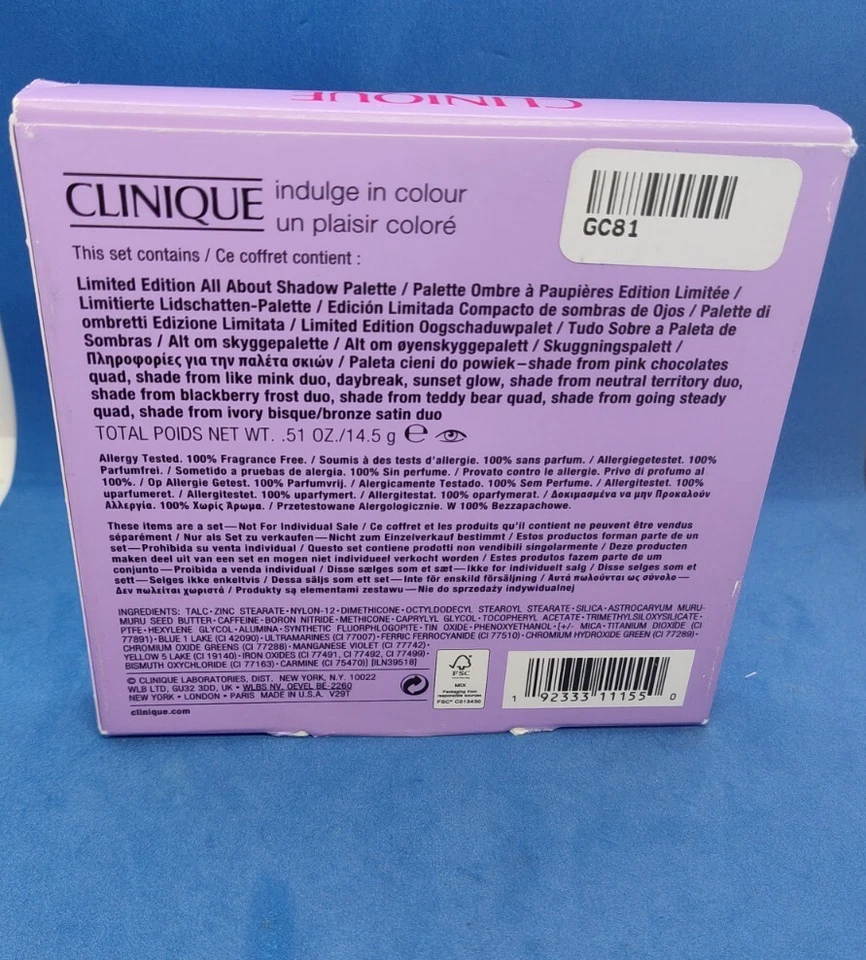 CLINIQUE
CLINIQUE indulge in colour
un plaisir coloré
GC81
This set contains / Ce coffret contient :
Limited Edition All About Shadow Palette / Palette Ombre à Paupières Edition Limitée /
Limitierte Lidschatten-Palette / Edición Limitada Compacto de sombras de Ojos / Palette di
ombretti Edizione Limitata / Limited Edition Oogschaduwpalet / Tudo Sobre a Paleta de
Sombras / Alt om skyggepalette / Alt om øyenskyggepalett / Skuggningspalett /
Πληροφορίες για την παλέτα σκιών / Paleta cieni do powiek—shade from pink chocolates
quad, shade from like mink duo, daybreak, sunset glow, shade from neutral territory duo,
shade from blackberry frost duo, shade from teddy bear quad, shade from going steady
quad, shade from ivory bisque/bronze satin duo
TOTAL POIDS NET WT. .51 OZ./14.5 g e
Allergy Tested. 100% Fragrance Free. / Soumis à des tests d'allergie. 100% sans parfum. / Allergiegetestet. 100%
Parfumfrei. / Sometido a pruebas de alergia. 100% Sin perfume. / Provato contro le allergie. Privo di profumo al
100%. / Op Allergie Getest. 100% Parfumvrij. / Alergicamente Testado. 100% Sem Perfume. / Allergitestet. 100%
uparfumeret. / Allergitestet. 100% uparfymert. / Allergitestat. 100% oparfymerat. / Δοκιμασμένα να μην Προκαλούν
Αλλεργία. 100% Χωρίς Άρωμα. / Przetestowane Alergologicznie. W 100% Bezzapachowe.
These items are a set—Not For Individual Sale / Ce coffret et les produits qu'il contient ne peuvent être vendus
séparément / Nur als Set zu verkaufen—Nicht zum Einzelverkauf bestimmt / Estos productos forman parte de un
set—Prohibida su venta individual / Questo set contiene prodotti non vendibili singolarmente / Deze producten
maken deel uit van een set en mogen niet individueel verkocht worden / Estes produtos fazem parte de um
conjunto—Proibida a venda individual / Disse sælges som et sæt—Ikke for individuelt salg / Disse selges som et
sett—Selges ikke enkeltvis / Dessa säljs som ett set—Inte för enskild försäljning / Αυτά πωλούνται ως σύνολο—
Δεν πωλείται χωριστά / Produkty są elementami zestawu—Nie do sprzedaży indywidualnej
INGREDIENTS: TALC•ZINC STEARATE•NYLON-12•DIMETHICONE•OCTYLDODECYL STEAROYL STEARATE•SILICA•ASTROCARYUM MURU-
MURU SEED BUTTER•CAFFEINE•BORON NITRIDE•METHICONE•CAPRYLYL GLYCOL•TOCOPHERYL ACETATE•TRIMETHYLSILOXYSILICATE•
PTFE•HEXYLENE GLYCOL•ALUMINA•SYNTHETIC FLUORPHLOGOPITE•TIN OXIDE•PHENOXYETHANOL•[+/- MICA•TITANIUM DIOXIDE (CI
77891)•BLUE 1 LAKE (CI 42090)•ULTRAMARINES (CI 77007)•FERRIC FERROCYANIDE (CI 77510)•CHROMIUM HYDROXIDE GREEN (CI 77289)•
CHROMIUM OXIDE GREENS (CI 77288)•MANGANESE VIOLET (CI 77742)•
YELLOW 5 LAKE (CI 19140)•IRON OXIDES (CI 77491, CI 77492, CI 77499)•
BISMUTH OXYCHLORIDE (CI 77163)•CARMINE (CI 75470)] [ILN39518]
© CLINIQUE LABORATORIES, DIST. NEW YORK, N.Y. 10022
WLB LTD, GU32 3DD, UK • WLBS NV, OEVEL BE-2260
NEW YORK • LONDON • PARIS MADE IN U.S.A. V29T
clinique.com
FSC
MIX
Packaging from
responsible sources
FSC® C013430
1 92333 11155 0